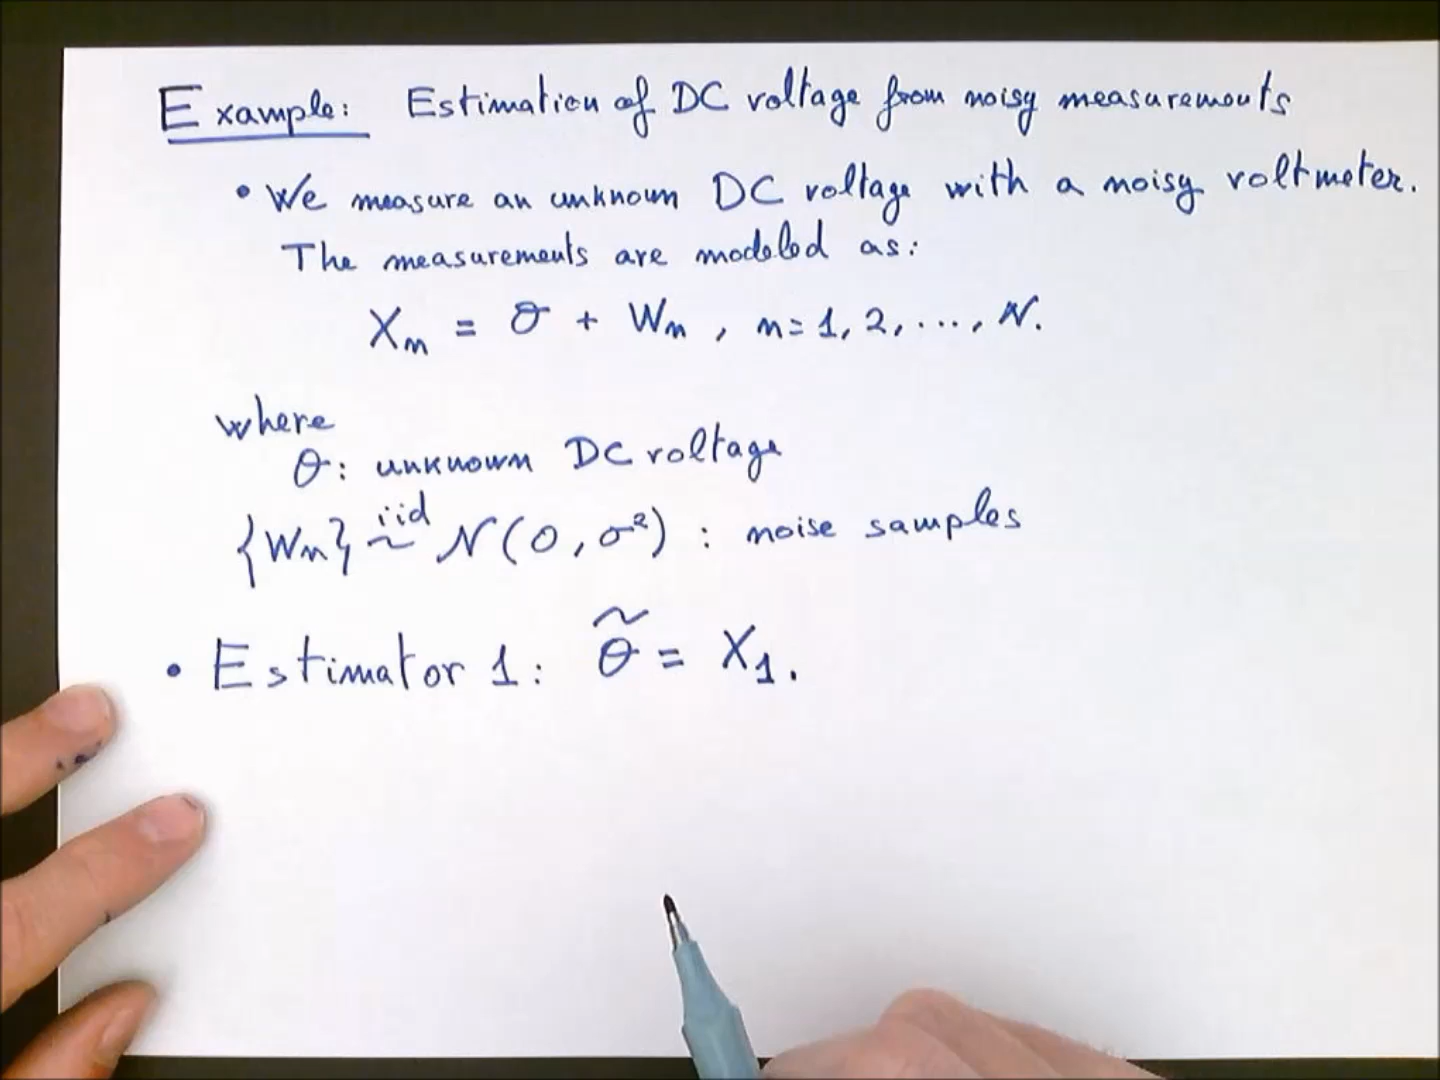 Example: Estimation of DC voltage from noisy measurements
• We measure an unknown DC voltage with a noisy voltmeter.
The measurements are modeled as:
Xn = θ + Wn , n=1, 2, ..., N.
where
θ: unknown DC voltage
{Wn} iid ~ N(0, σ²) : noise samples
• Estimator 1: θ̃ = X₁.